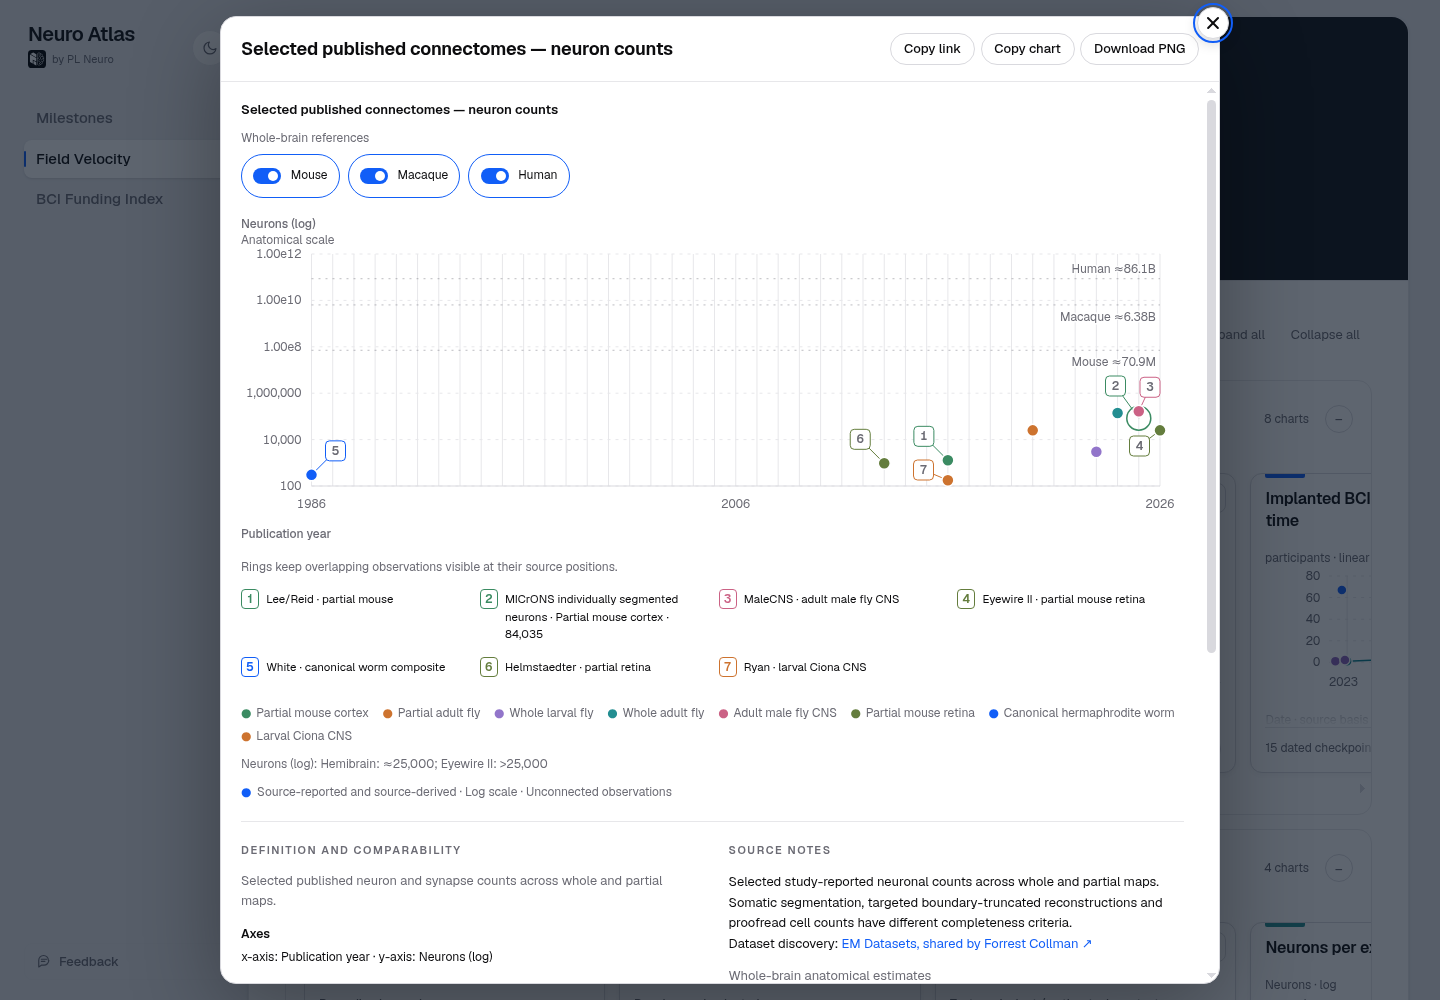 Neuro Atlas
by PL Neuro
Milestones
Field Velocity
BCI Funding Index
Feedback
Selected published connectomes — neuron counts
Copy link
Copy chart
Download PNG
Selected published connectomes — neuron counts
Whole-brain references
Mouse
Macaque
Human
Neurons (log)
Anatomical scale
1.00e12
1.00e10
1.00e8
1,000,000
10,000
100
Human ≈86.1B
Macaque ≈6.38B
Mouse ≈70.9M
5
6
1
7
2
3
4
1986
2006
2026
Publication year
Rings keep overlapping observations visible at their source positions.
1 Lee/Reid · partial mouse
2 MICrONS individually segmented
neurons · Partial mouse cortex ·
84,035
3 MaleCNS · adult male fly CNS
4 Eyewire II · partial mouse retina
5 White · canonical worm composite
6 Helmstaedter · partial retina
7 Ryan · larval Ciona CNS
Partial mouse cortex
Partial adult fly
Whole larval fly
Whole adult fly
Adult male fly CNS
Partial mouse retina
Canonical hermaphrodite worm
Larval Ciona CNS
Neurons (log): Hemibrain: ≈25,000; Eyewire II: >25,000
Source-reported and source-derived · Log scale · Unconnected observations
DEFINITION AND COMPARABILITY
Selected published neuron and synapse counts across whole and partial
maps.
Axes
x-axis: Publication year · y-axis: Neurons (log)
SOURCE NOTES
Selected study-reported neuronal counts across whole and partial maps.
Somatic segmentation, targeted boundary-truncated reconstructions and
proofread cell counts have different completeness criteria.
Dataset discovery: EM Datasets, shared by Forrest Collman ↗
Whole-brain anatomical estimates
all
Collapse all
8 charts
Implanted BCI
time
participants · linear
80
60
40
20
0
2023
Date · source basis
15 dated
4 charts
Neurons per
Neurons · log